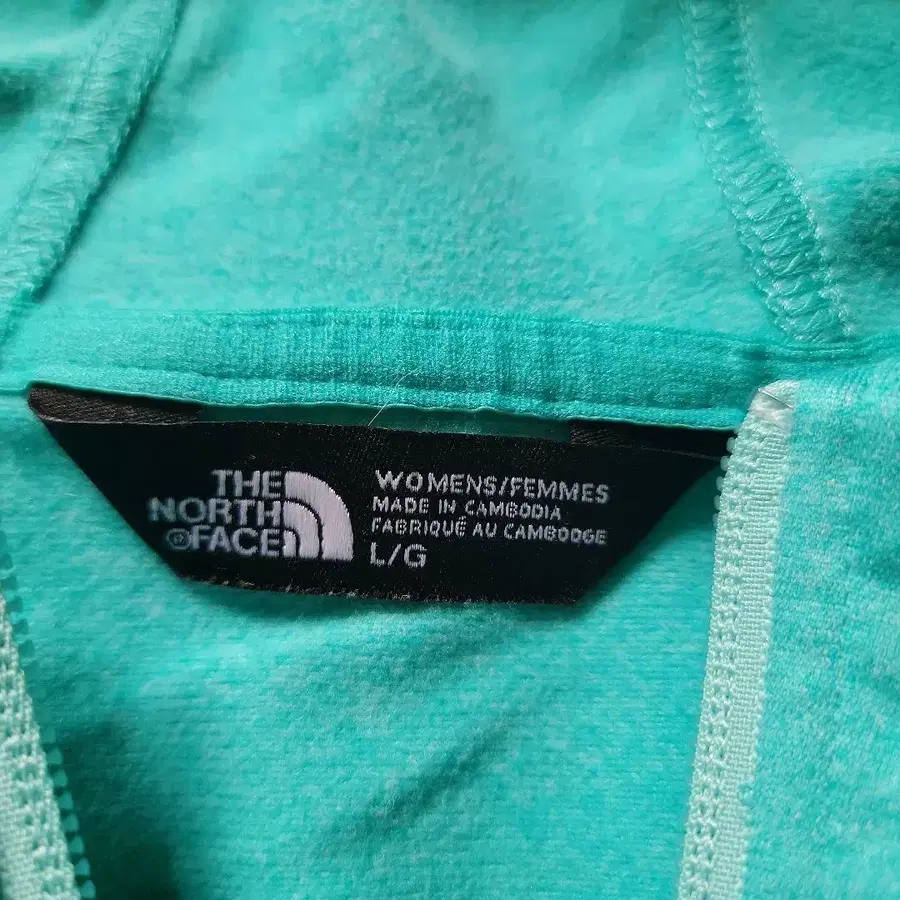 THE
NORTH
FACE
WOMENS/FEMMES
MADE IN CAMBODIA
FABRIQUÉ AU CAMBODGE
L/G